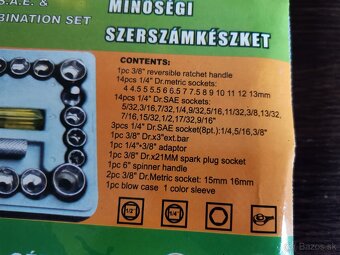 S.A.E. &
BINATION SET
MINŐSÉGI
SZERSZÁMKÉSZKET
CONTENTS:
1pc 3/8" reversible ratchet handle
14pcs 1/4" Dr.metric sockets:
4 4.5 5 5.5 6 6.5 7 7.5 8 9 10 11 12 13mm
14pcs 1/4" Dr.SAE sockets:
5/32,3/16,7/32,1/4,9/32,5/16,11/32,3/8,13/32
7/16,15/32,1/2,17/32,9/16"
3pcs 1/4" Dr.SAE socket(8pt.):1/4,5/16,3/8"
1pc 3/8" Dr.x3"ext.bar
1pc 1/4"*3/8" adaptor
1pc 3/8" Dr.x21MM spark plug socket
1pc 6" spinner handle
2pc 3/8" Dr.Metric sockets: 15mm 16mm
1pc blow case 1 color sleeve
1/2"
1/4"
bazos.sk